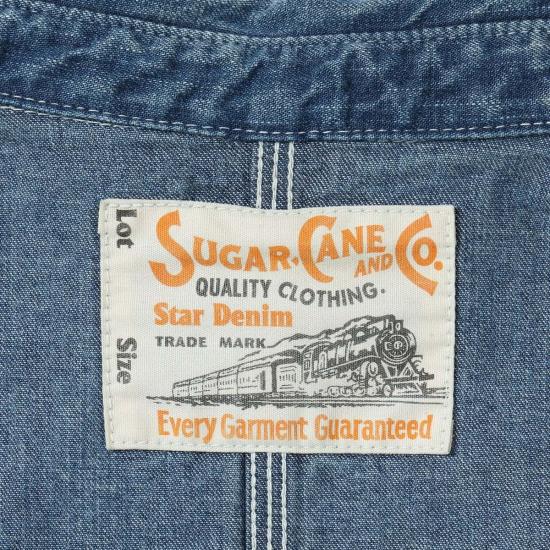 Lot
Size
SUGAR CANE AND CO.
QUALITY CLOTHING.
Star Denim
TRADE MARK
Every Garment Guaranteed